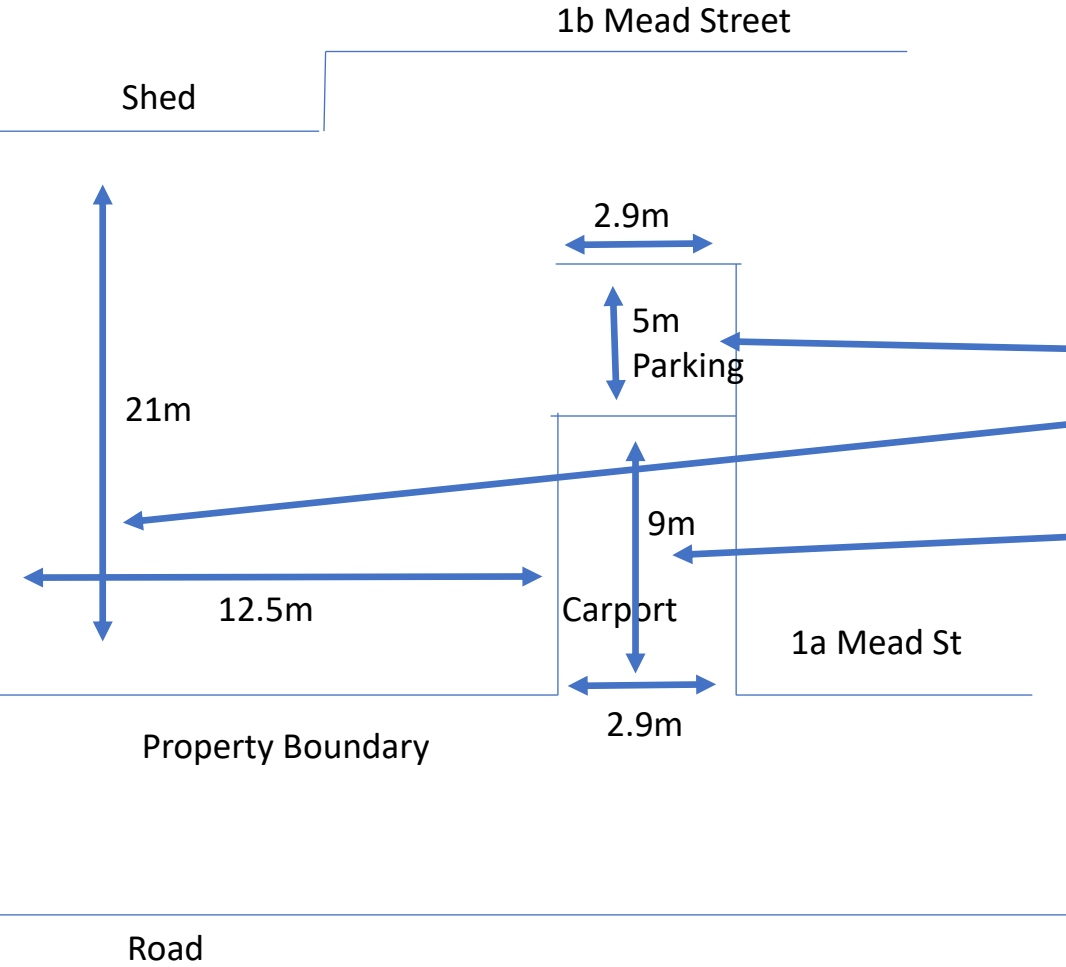 1b Mead Street
Shed
2.9m
5m
Parking
21m
9m
12.5m
Carport
1a Mead St
2.9m
Property Boundary
Road